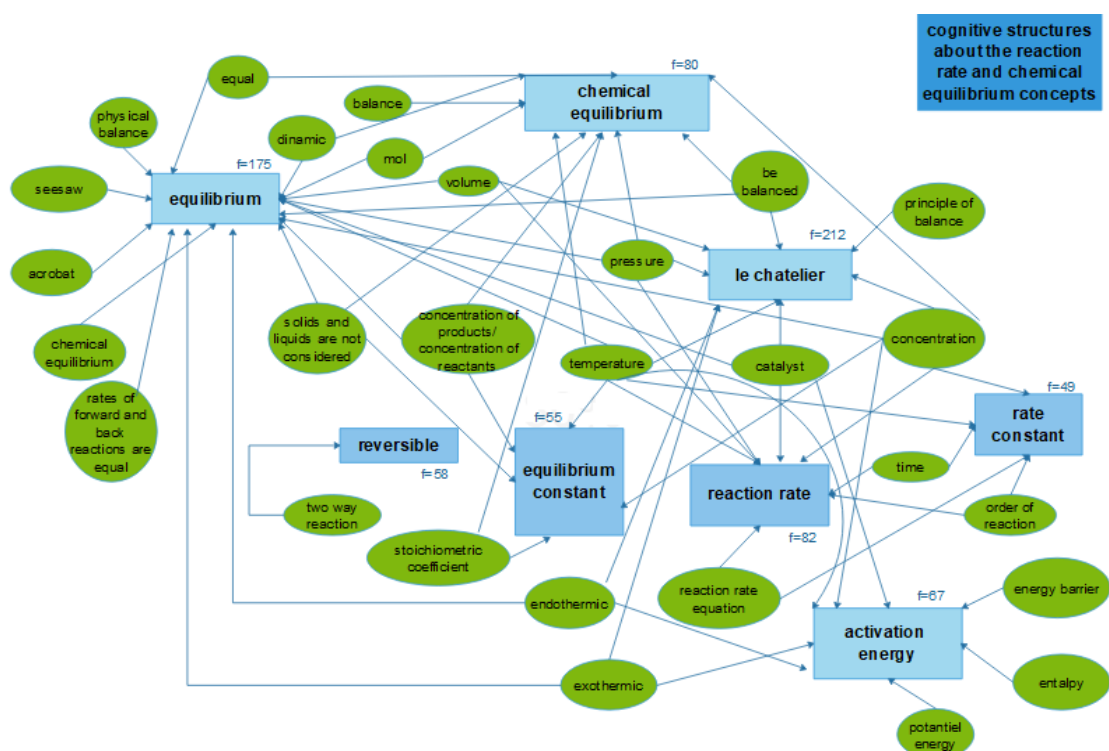 cognitive structures
about the reaction
rate and chemical
equilibrium concepts
f=80
equal
chemical
equilibrium
balance
physical
balance
dinamic
mol
f=175
be
balanced
seesaw
equilibrium
volume
principle of
balance
f=212
acrobat
pressure
le chatelier
solids and
liquids are not
considered
concentration of
products/
concentration of
reactants
concentration
chemical
equilibrium
temperature
catalyst
f=49
rates of
forward and
back
reactions are
equal
f=55
rate
constant
reversible
f=58
equilibrium
constant
reaction rate
time
two way
reaction
order of
reaction
f=82
stoichiometric
coefficient
endothermic
reaction rate
equation
energy barrier
f=67
activation
energy
exothermic
entalpy
potantiel
energy